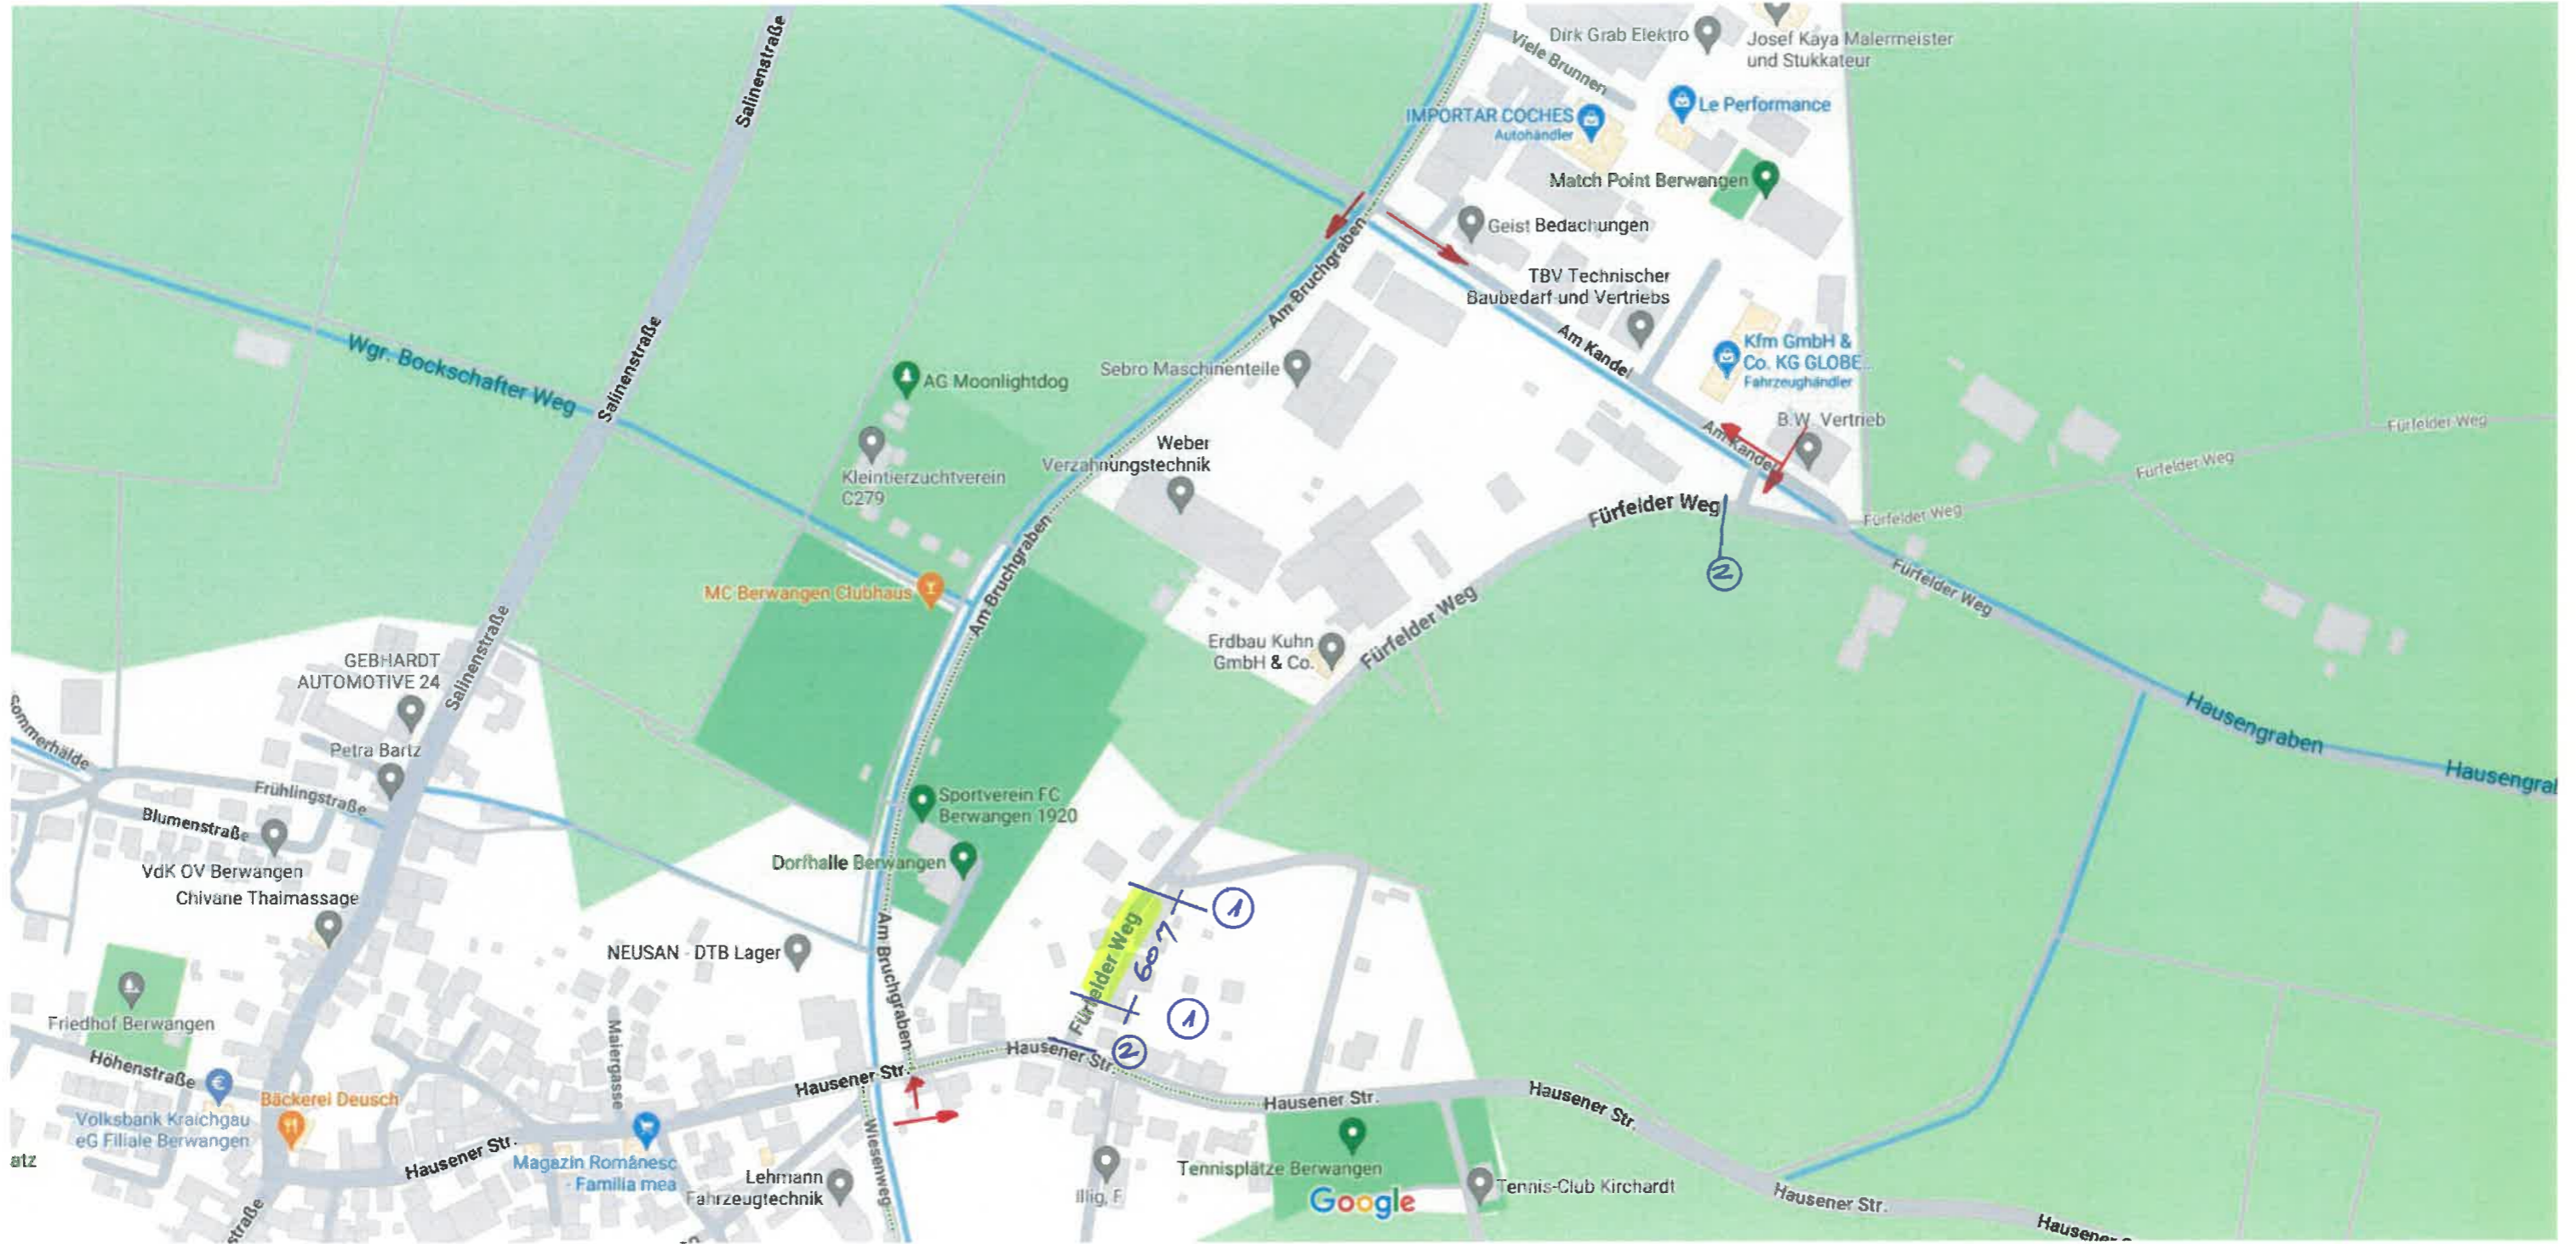 Salinenstraße
Viele Brunnen
Dirk Grab Elektro
Josef Kaya Malermeister
und Stukkateur
IMPORTAR COCHES
Autohändler
Le Performance
Match Point Berwangen
Geist Bedachungen
Am Bruchgraben
TBV Technischer
Baubedarf und Vertriebs
Wgr. Bockschafter Weg
Salinenstraße
Am Kandel
Kfm GmbH &
Co. KG GLOBE...
Fahrzeughändler
AG Moonlightdog
Sebro Maschinenteile
Am Kandel
B.W. Vertrieb
Fürfelder Weg
Fürfelder Weg
Kleintierzuchtverein
C279
Weber
Verzahnungstechnik
Fürfelder Weg
Fürfelder Weg
2
Am Bruchgraben
MC Berwangen Clubhaus
Fürfelder Weg
Fürfelder Weg
Erdbau Kuhn
GmbH & Co.
Salinenstraße
GEBHARDT
AUTOMOTIVE 24
Sommerhälde
Petra Bartz
Hausengraben
Hausengral
Frühlingstraße
Blumenstraße
Sportverein FC
Berwangen 1920
VdK OV Berwangen
Dorfhalle Berwangen
Chivane Thaimassage
1
Fürfelder Weg
60 M
NEUSAN - DTB Lager
Am Bruchgraben
1
Friedhof Berwangen
Maiergasse
Höhenstraße
Hausener Str.
2
Hausener Str.
Hausener Str.
Hausener Str.
Bäckerei Deusch
Volksbank Kraichgau
eG Filiale Berwangen
Hausener Str.
Magazin Românesc
- Familia mea
Wiesenweg
Lehmann
Fahrzeugtechnik
Illig, F
Tennisplätze Berwangen
Google
Tennis-Club Kirchardt
Hausener Str.
Hausener
atz
straße